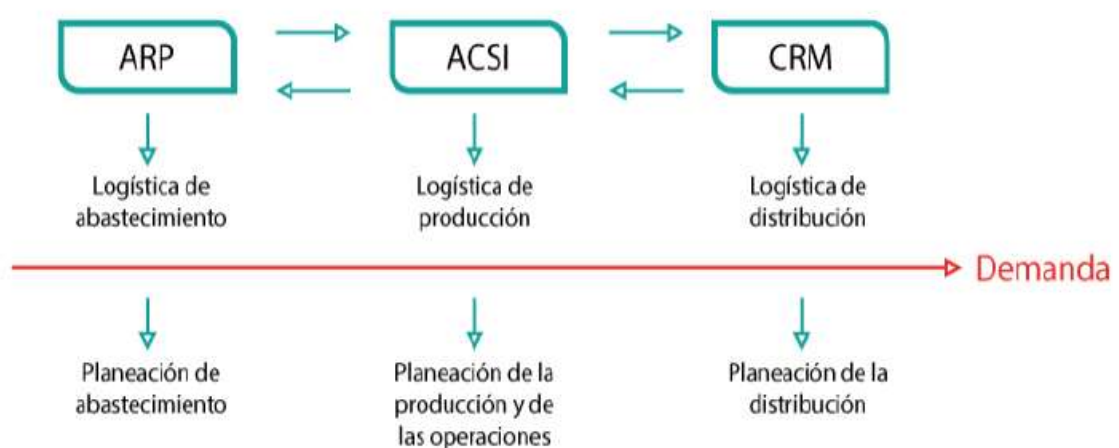 ARP
ACSI
CRM
Logística de
abastecimiento
Logística de
producción
Logística de
distribución
Demanda
Planeación de
abastecimiento
Planeación de la
producción y de
las operaciones
Planeación de la
distribución